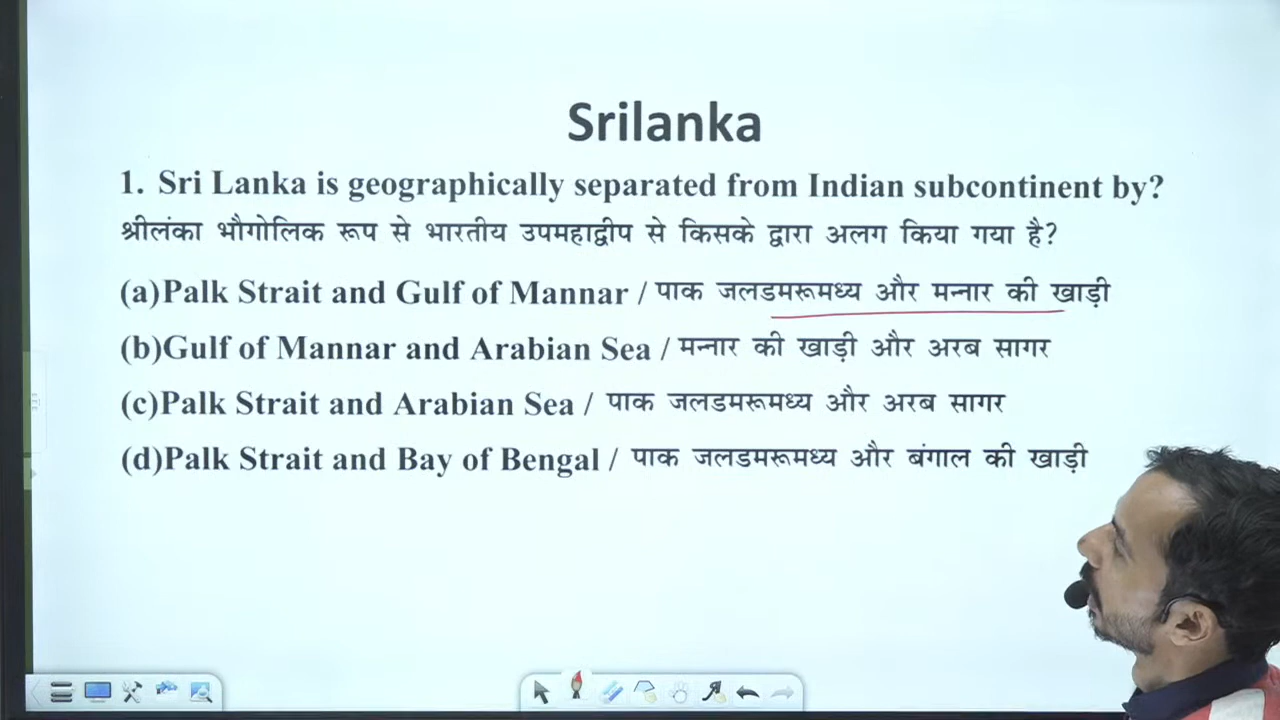 Srilanka
1. Sri Lanka is geographically separated from Indian subcontinent by?
श्रीलंका भौगोलिक रूप से भारतीय उपमहाद्वीप से किसके द्वारा अलग किया गया है?
(a)Palk Strait and Gulf of Mannar / पाक जलडमरूमध्य और मन्नार की खाड़ी
(b)Gulf of Mannar and Arabian Sea / मन्नार की खाड़ी और अरब सागर
(c)Palk Strait and Arabian Sea / पाक जलडमरूमध्य और अरब सागर
(d)Palk Strait and Bay of Bengal / पाक जलडमरूमध्य और बंगाल की खाड़ी